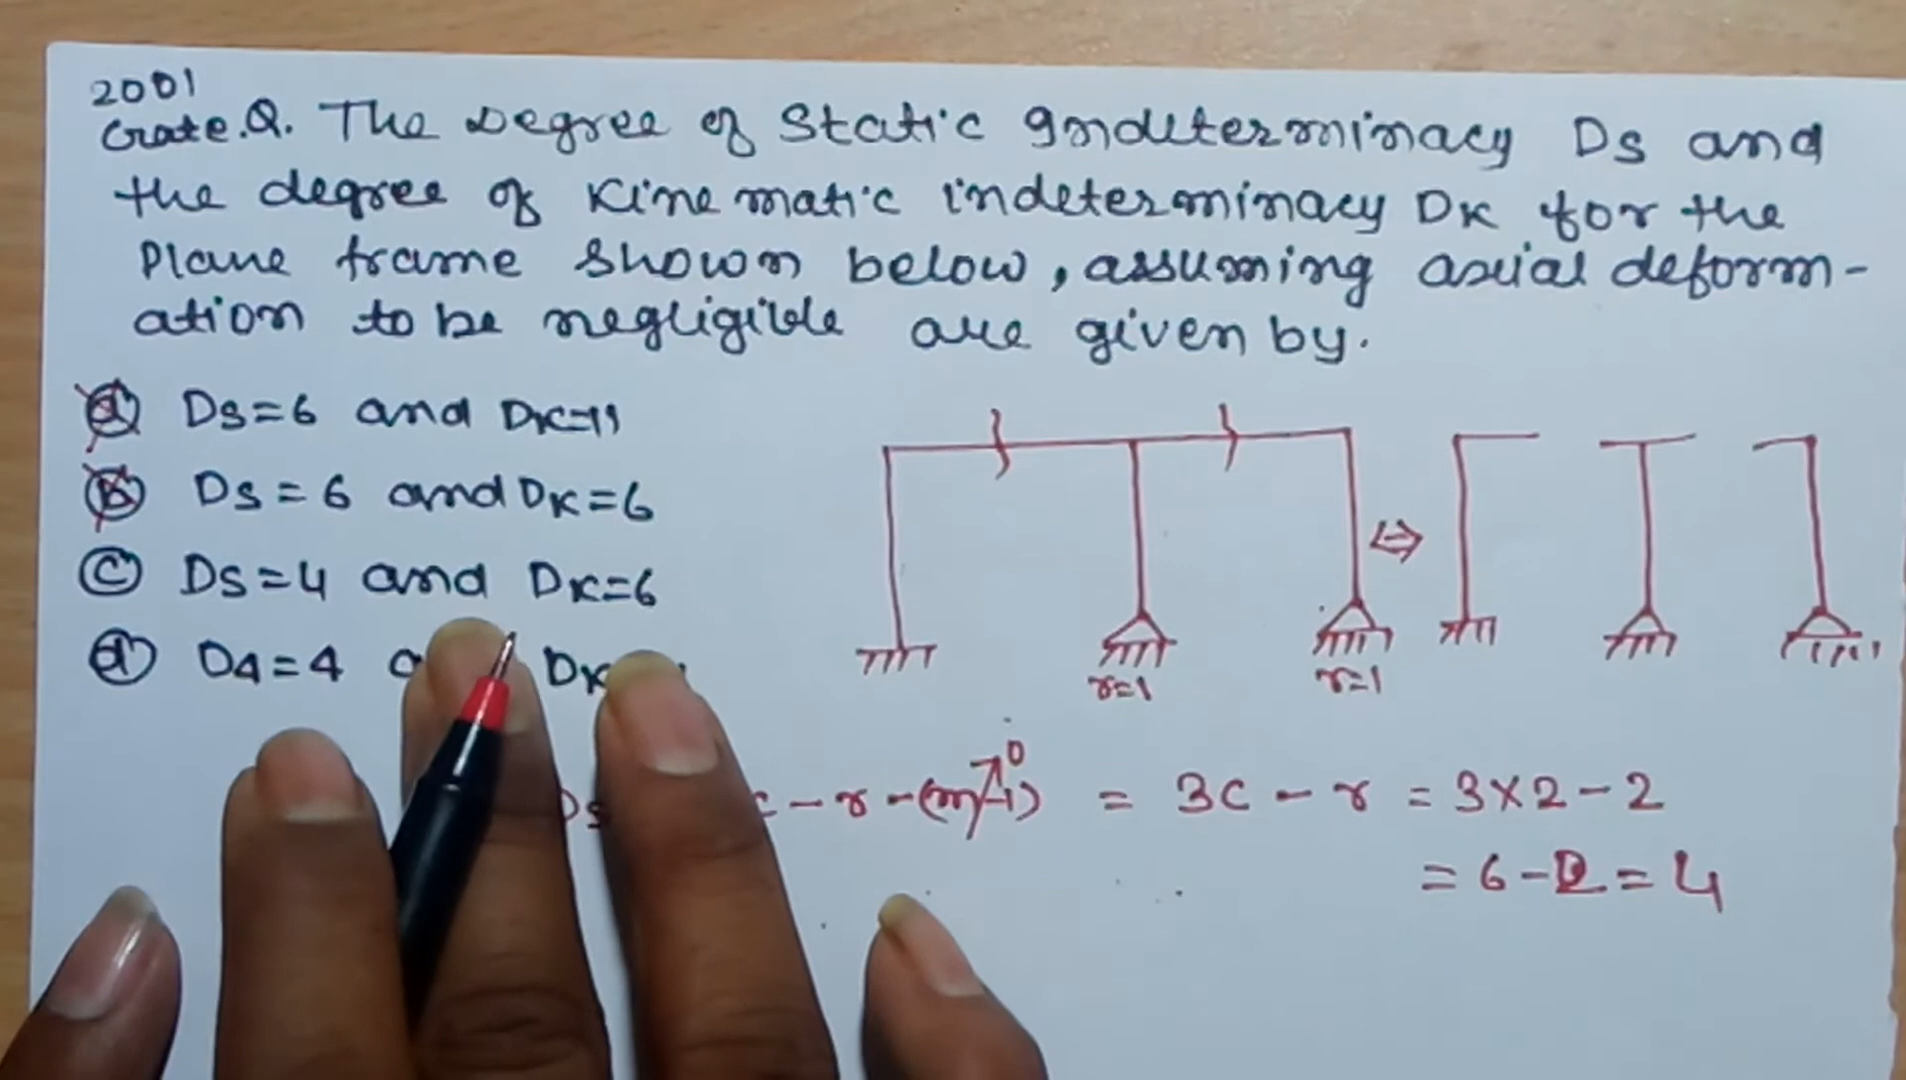 2001
Gate.Q. The Degree of Static Indeterminacy Ds and
the degree of Kinematic indeterminacy DK for the
Plane frame shown below, assuming axial deform-
ation to be negligible are given by.
(a) Ds=6 and DK=11
(b) Ds=6 and DK=6
(c) Ds=4 and DK=6
(d) D4=4 DK
r=1 r=1
-r-(m-1) 0 = 3C-r = 3×2-2
= 6-2 = 4